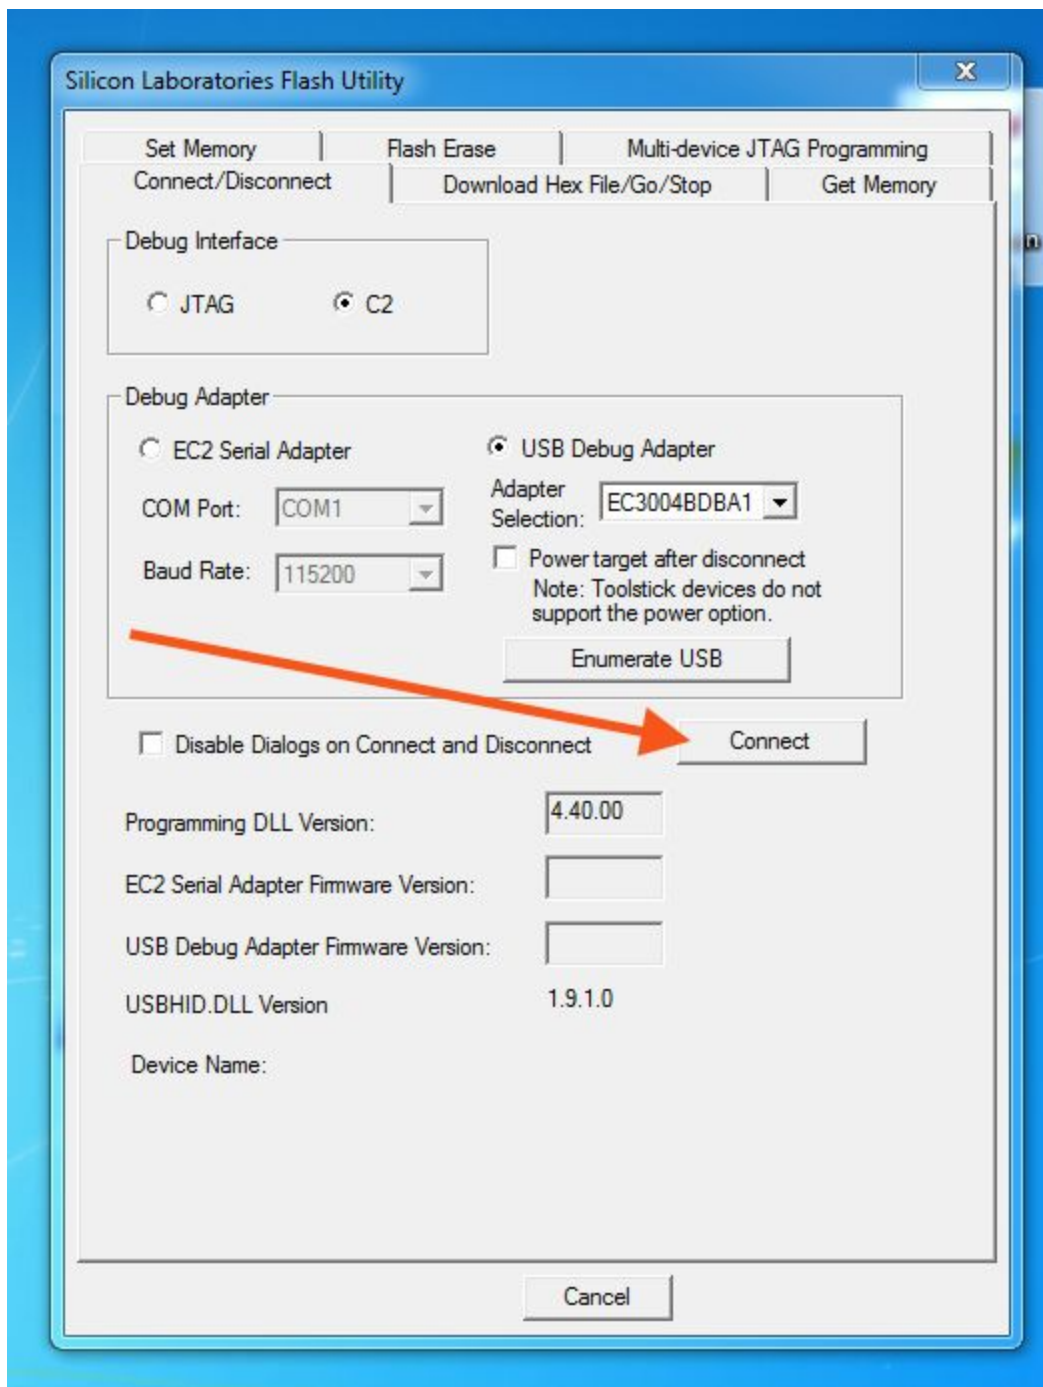 Silicon Laboratories Flash Utility
X
Set Memory
Flash Erase
Multi-device JTAG Programming
Connect/Disconnect
Download Hex File/Go/Stop
Get Memory
Debug Interface
JTAG
C2
Debug Adapter
EC2 Serial Adapter
USB Debug Adapter
COM Port:
COM1
Adapter
Selection:
EC3004BDBA1
Baud Rate:
115200
Power target after disconnect
Note: Toolstick devices do not
support the power option.
Enumerate USB
Disable Dialogs on Connect and Disconnect
Connect
Programming DLL Version:
4.40.00
EC2 Serial Adapter Firmware Version:
USB Debug Adapter Firmware Version:
USBHID.DLL Version
1.9.1.0
Device Name:
Cancel